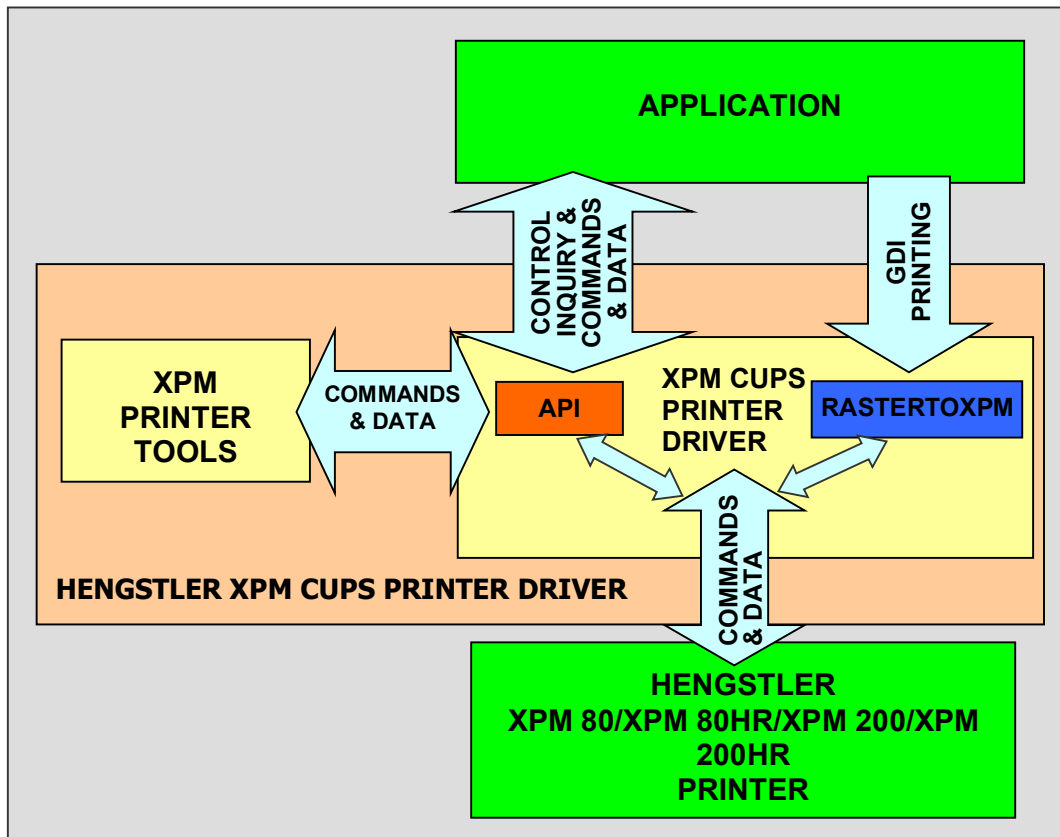 APPLICATION
CONTROL
INQUIRY &
COMMANDS
& DATA
GDI
PRINTING
XPM
PRINTER
TOOLS
COMMANDS
& DATA
API
XPM CUPS
PRINTER
DRIVER
RASTERTOXPM
COMMANDS
& DATA
HENGSTLER XPM CUPS PRINTER DRIVER
HENGSTLER
XPM 80/XPM 80HR/XPM 200/XPM
200HR
PRINTER